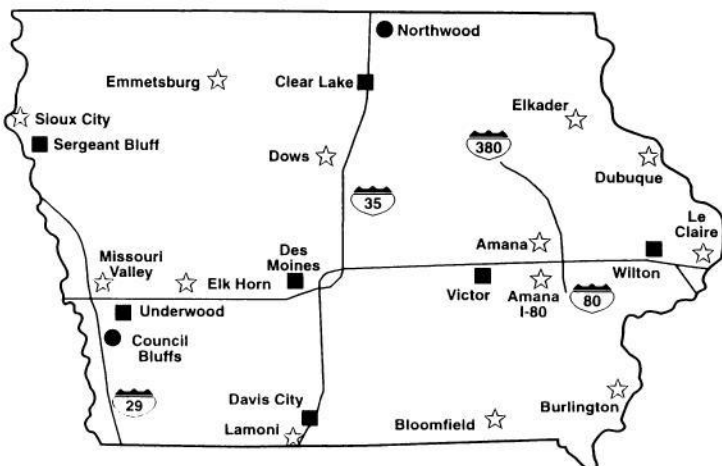 Northwood
Emmetsburg
Clear Lake
Sioux City
Elkader
Sergeant Bluff
Dows
380
Dubuque
35
Le
Claire
Missouri
Valley
Elk Horn
Des
Moines
Amana
Wilton
Victor
Amana
I-80
80
Underwood
Council
Bluffs
29
Davis City
Lamoni
Bloomfield
Burlington